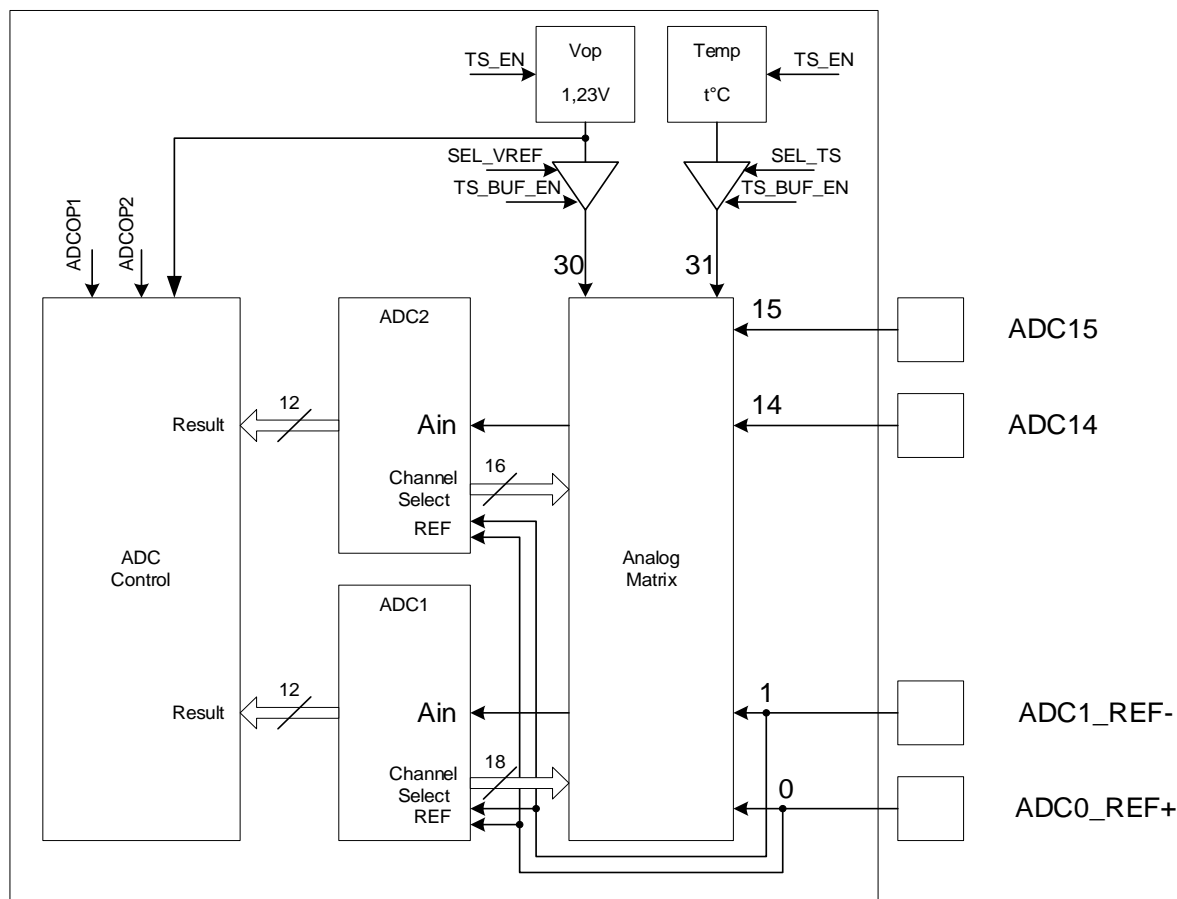 Vop
1,23V
Temp
t°C
TS_EN
TS_EN
SEL_VREF
TS_BUF_EN
SEL_TS
TS_BUF_EN
ADCOP1
ADCOP2
30
31
15
ADC15
14
ADC14
ADC2
Result
12
Ain
16
Channel
Select
REF
ADC
Control
Analog
Matrix
ADC1
Result
12
Ain
18
Channel
Select
REF
1
ADC1_REF-
0
ADC0_REF+